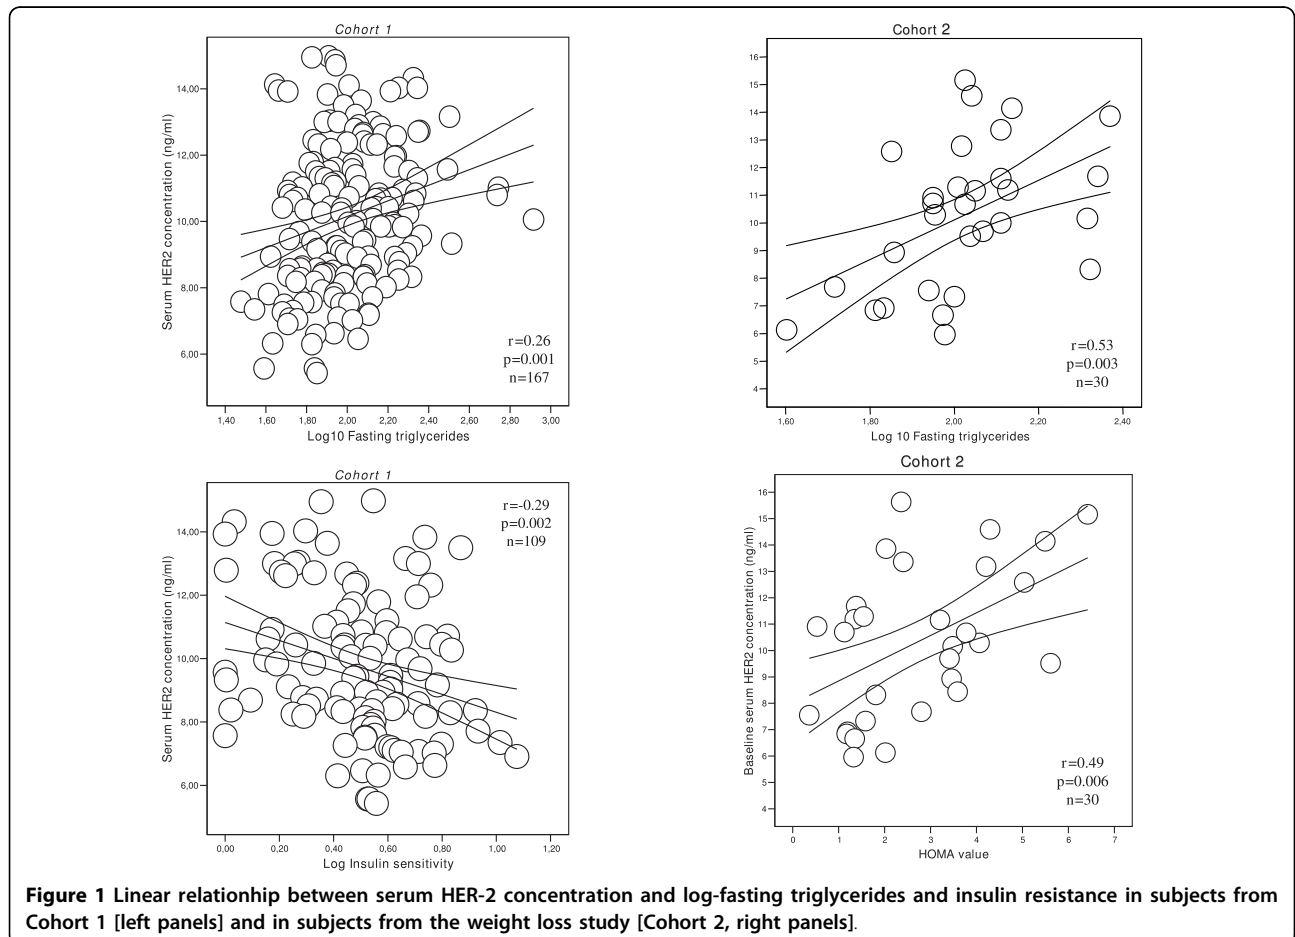 Cohort 1
Serum HER2 concentration (ng/ml)
14,00
12,00
10,00
8,00
6,00
r=0.26
p=0.001
n=167
1,40 1,60 1,80 2,00 2,20 2,40 2,60 2,80 3,00
Log10 Fasting triglycerides
Cohort 2
16
15
14
13
12
11
10
9
8
7
6
5
4
r=0.53
p=0.003
n=30
1,60 1,80 2,00 2,20 2,40
Log 10 Fasting triglycerides
Cohort 1
Serum HER2 concentration (ng/ml)
14,00
12,00
10,00
8,00
6,00
r=-0.29
p=0.002
n=109
0,00 0,20 0,40 0,60 0,80 1,00 1,20
Log Insulin sensitivity
Cohort 2
Baseline serum HER2 concentration (ng/ml)
16
15
14
13
12
11
10
9
8
7
6
5
4
r=0.49
p=0.006
n=30
0 1 2 3 4 5 6 7
HOMA value
Figure 1 Linear relationhip between serum HER-2 concentration and log-fasting triglycerides and insulin resistance in subjects from
Cohort 1 [left panels] and in subjects from the weight loss study [Cohort 2, right panels].